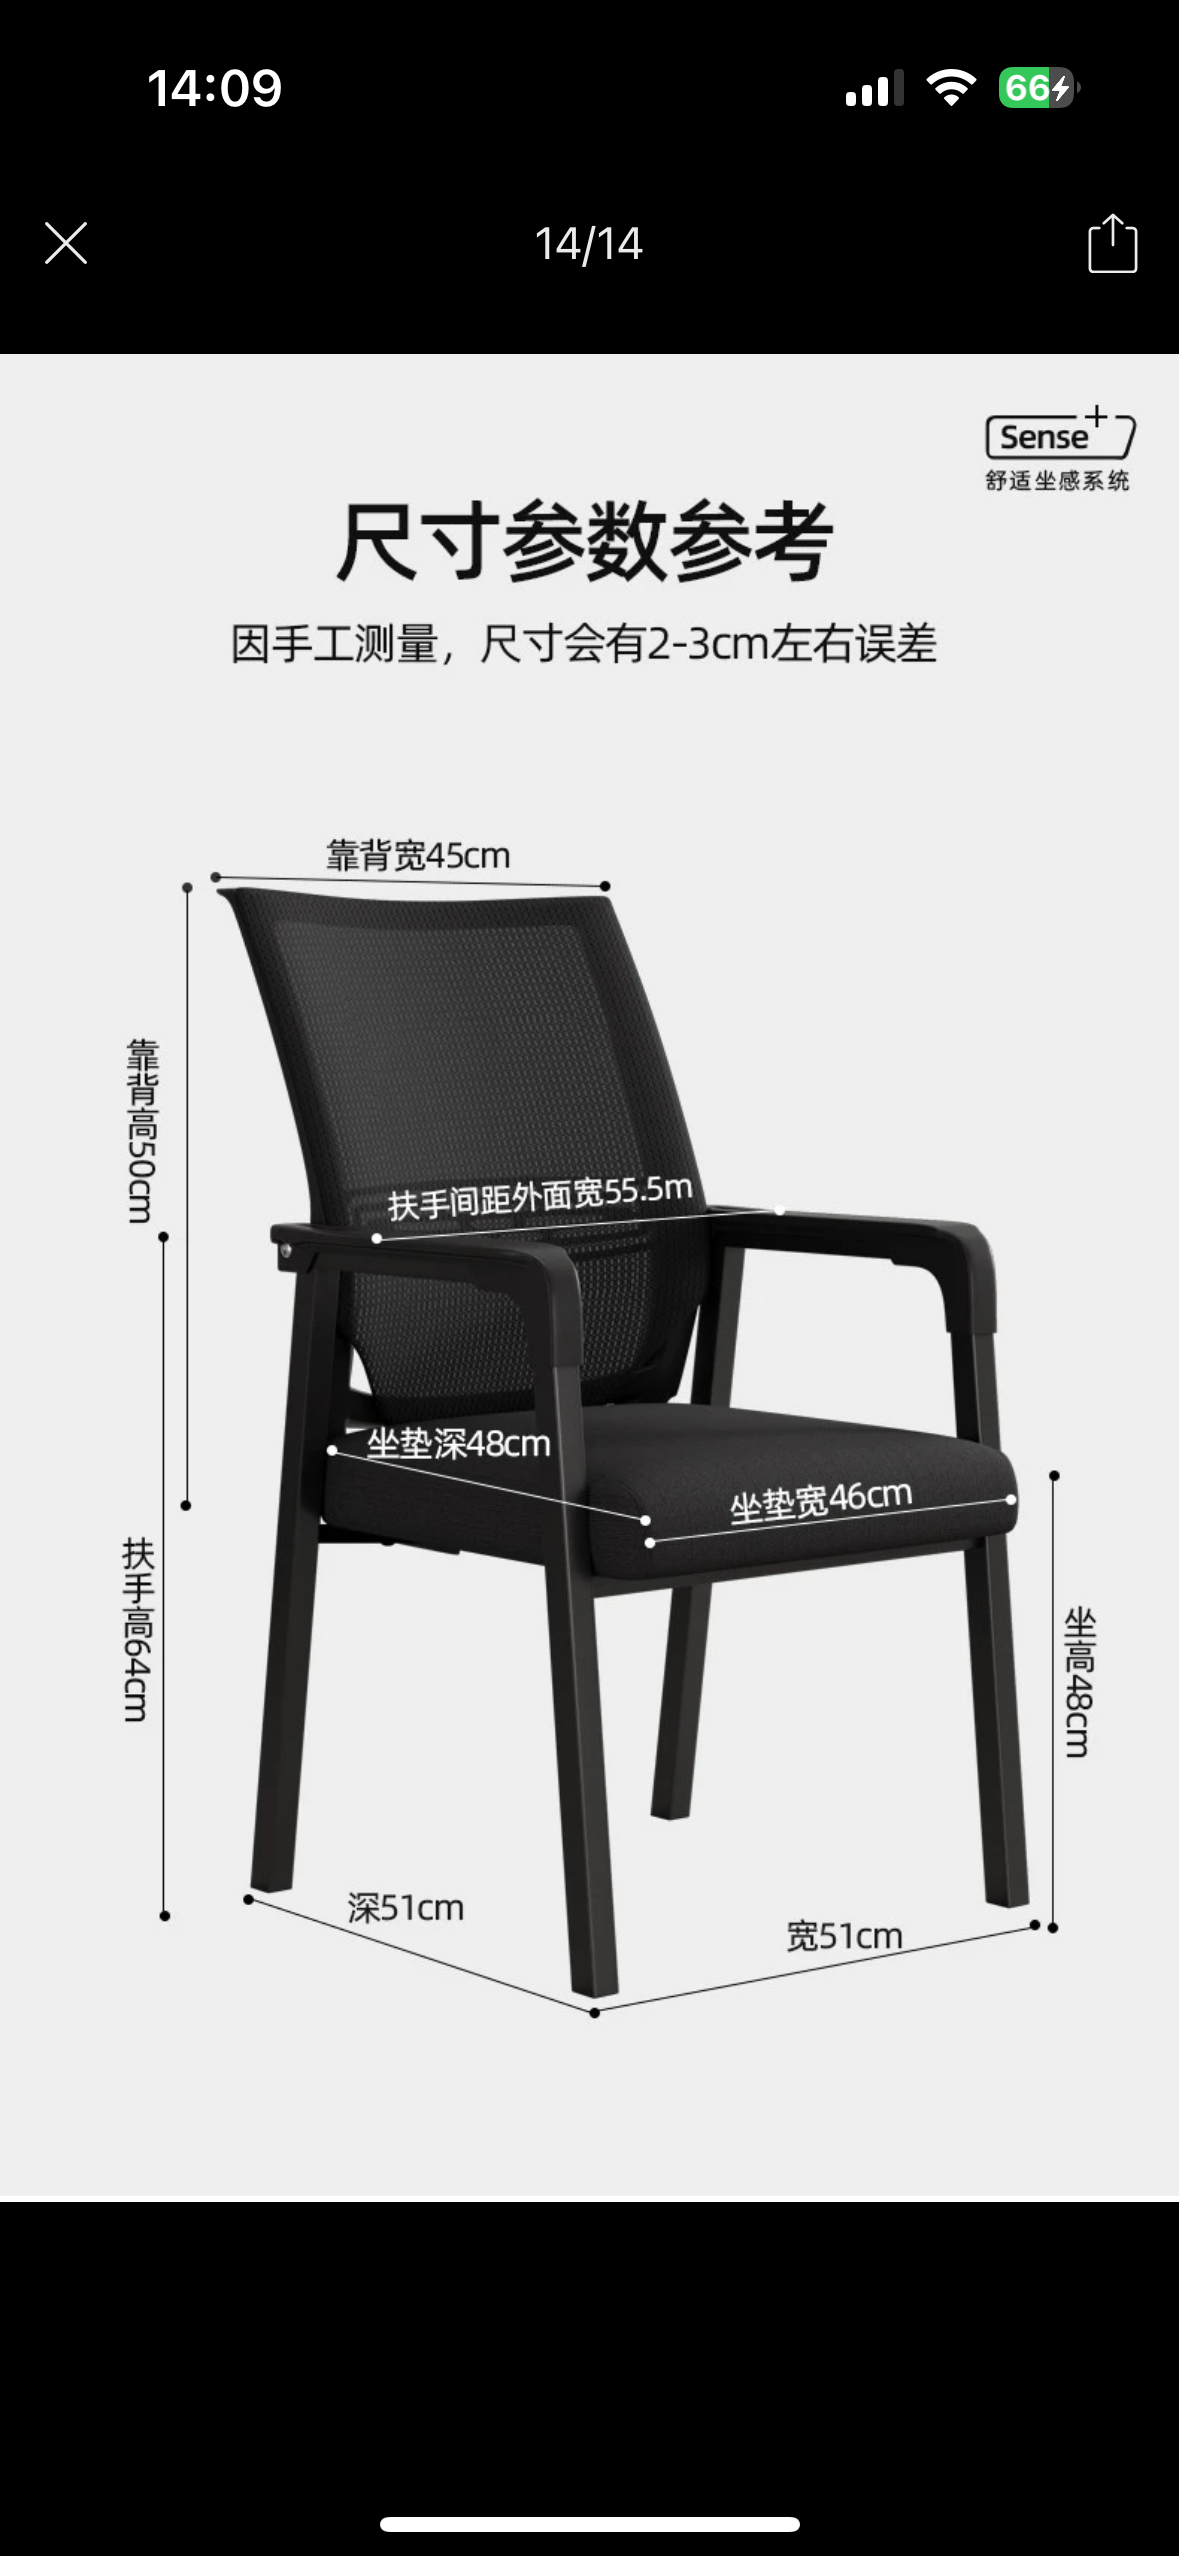 14:09
66
14/14
Sense+
舒适坐感系统
尺寸参数参考
因手工测量，尺寸会有2-3cm左右误差
靠背宽45cm
靠背高50cm
扶手间距外面宽55.5m
坐垫深48cm
坐垫宽46cm
扶手高64cm
坐高48cm
深51cm
宽51cm